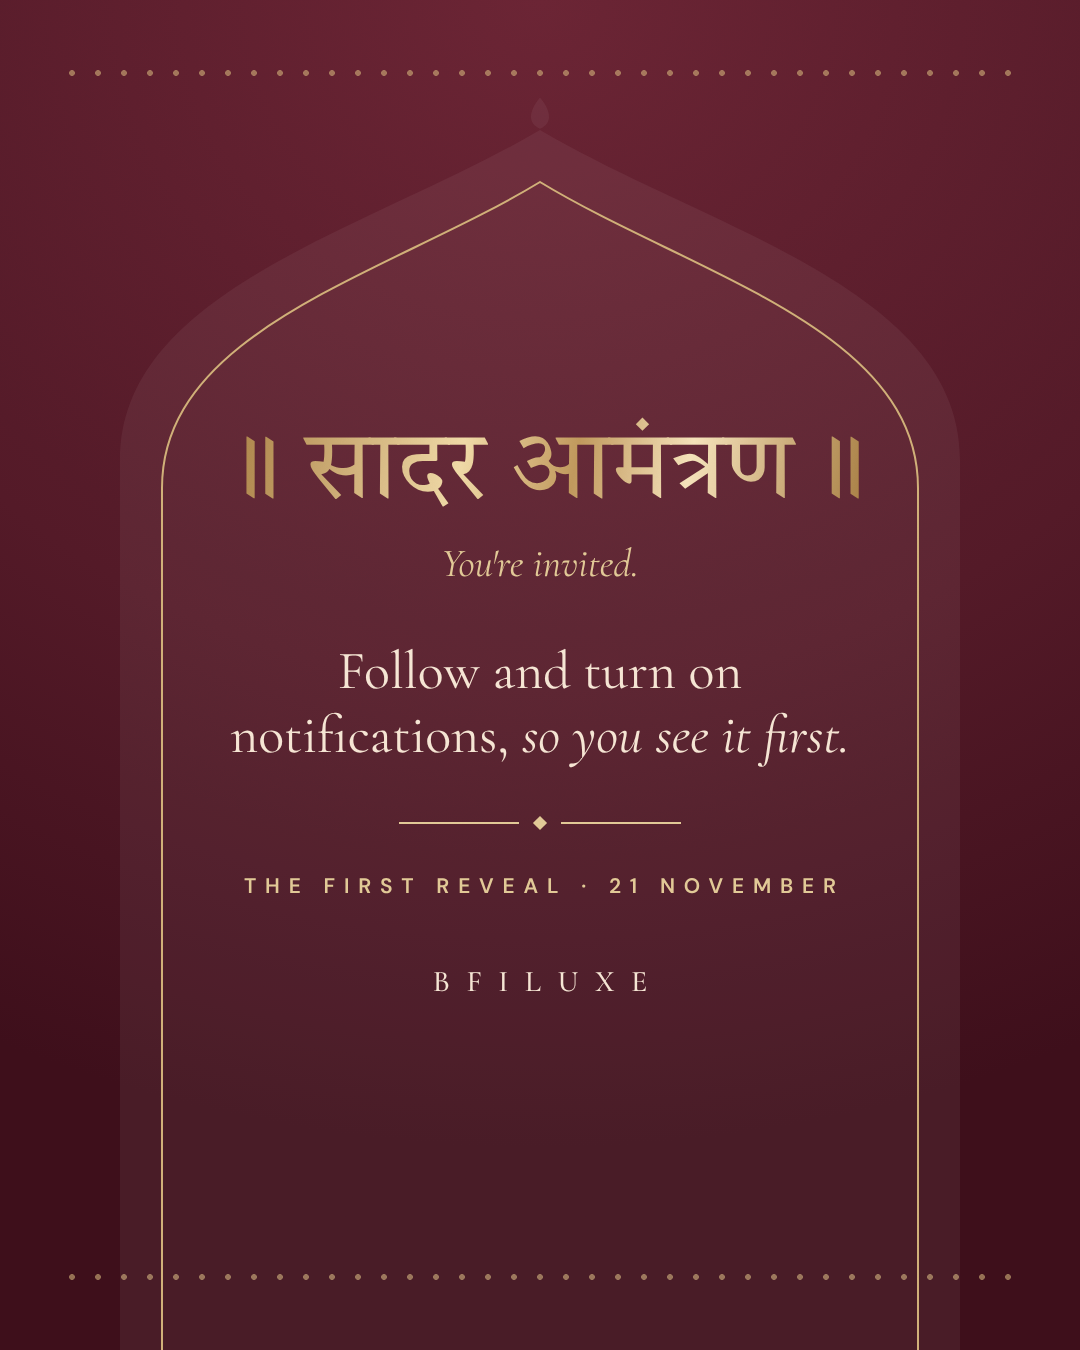 ॥ सादर आमंत्रण ॥
You're invited.
Follow and turn on
notifications, so you see it first.
THE FIRST REVEAL · 21 NOVEMBER
BFILUXE